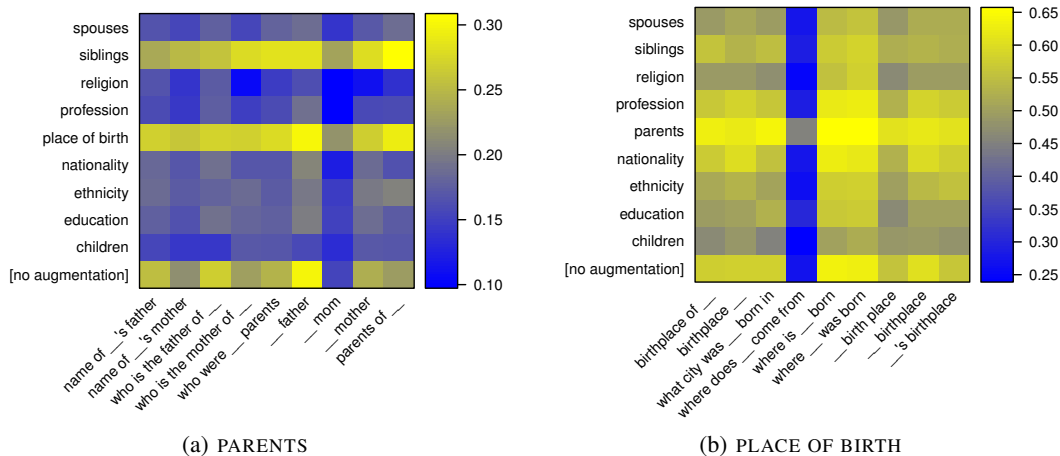 spouses
siblings
religion
profession
place of birth
nationality
ethnicity
education
children
[no augmentation]
0.30
0.25
0.20
0.15
0.10
name of __'s father
name of __'s mother
who is the father of __
who is the mother of __
who were __ parents
__ father
__ mom
__ mother
parents of __
(a) PARENTS
spouses
siblings
religion
profession
parents
nationality
ethnicity
education
children
[no augmentation]
0.65
0.60
0.55
0.50
0.45
0.40
0.35
0.30
0.25
birthplace of __
birthplace __
what city was __ born in
where does __ come from
where is __ born
where __ was born
__ birth place
__ birthplace
__'s birthplace
(b) PLACE OF BIRTH